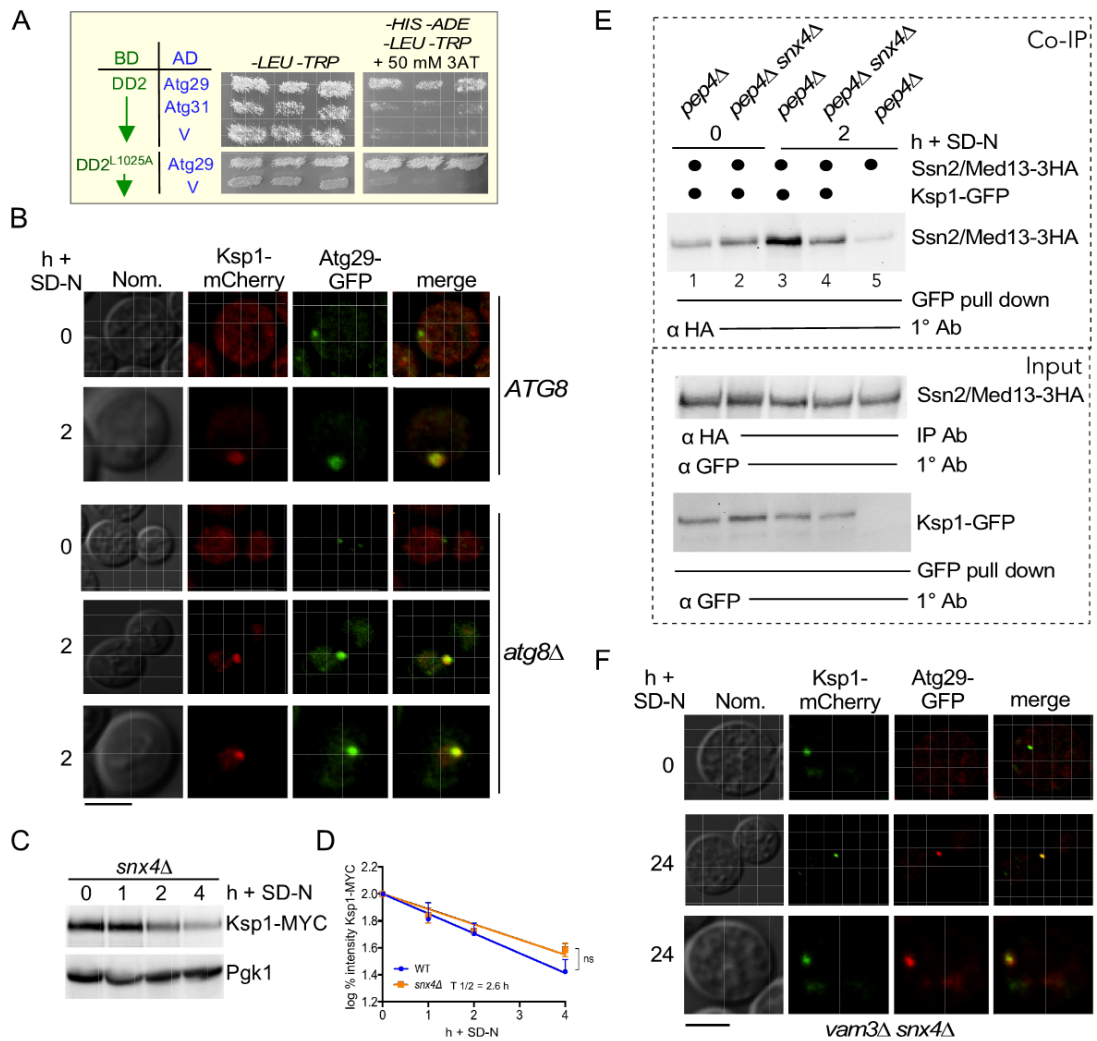 A
-HIS -ADE
-LEU -TRP
+ 50 mM 3AT
BD AD -LEU -TRP
DD2 Atg29
Atg31
V
DD2L1025A Atg29
V
B
h +
SD-N
Nom.
Ksp1-
mCherry
Atg29-
GFP
merge
0
2
ATG8
0
2
2
atg8Δ
C
snx4Δ
0 1 2 4 h + SD-N
Ksp1-MYC
Pgk1
D
log % intensity Ksp1-MYC
2.2
2.0
1.8
1.6
1.4
1.2
ns
WT
snx4Δ T 1/2 = 2.6 h
0 1 2 3 4
h + SD-N
E
Co-IP
pep4Δ
pep4Δ snx4Δ
pep4Δ
pep4Δ snx4Δ
pep4Δ
0 2
h + SD-N
Ssn2/Med13-3HA
Ksp1-GFP
Ssn2/Med13-3HA
1 2 3 4 5
GFP pull down
α HA 1° Ab
Input
Ssn2/Med13-3HA
α HA IP Ab
α GFP 1° Ab
Ksp1-GFP
GFP pull down
α GFP 1° Ab
F
h +
SD-N
Nom.
Ksp1-
mCherry
Atg29-
GFP
merge
0
24
24
vam3Δ snx4Δ